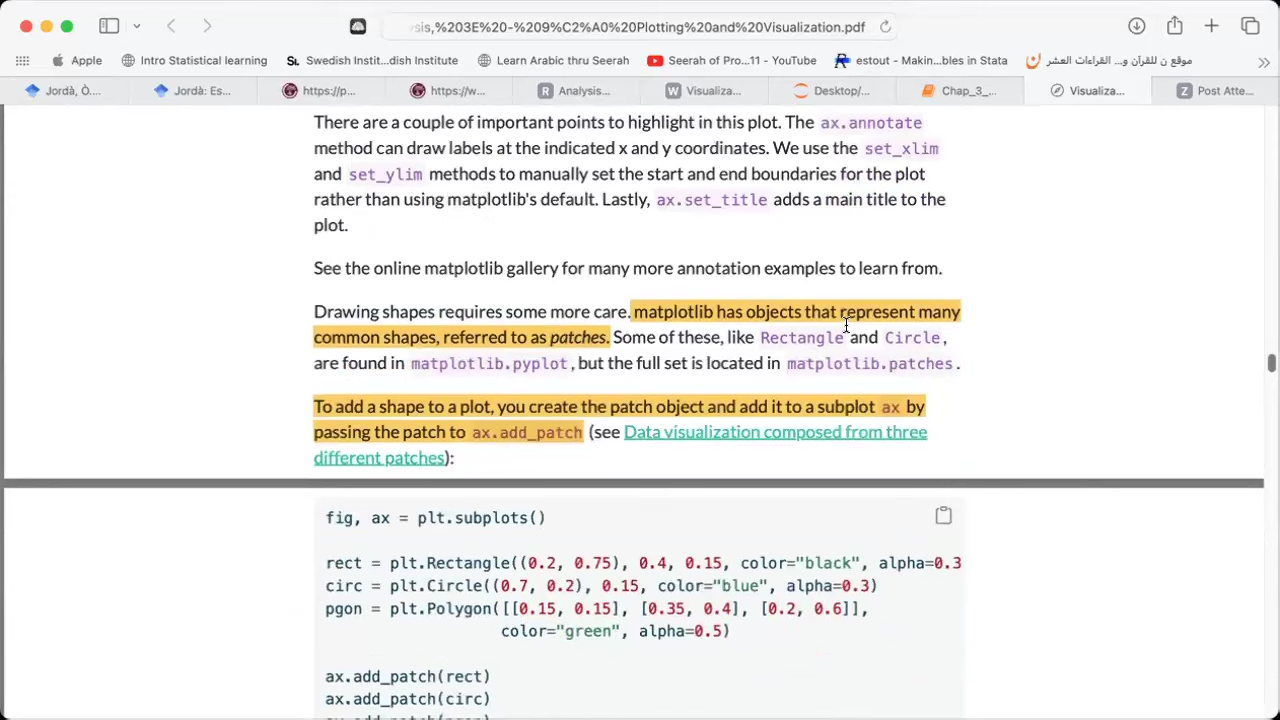 ysis,%203E%20-%209%C2%A0%20Plotting%20and%20Visualization.pdf
Apple
Intro Statistical learning
SL Swedish Instit...dish Institute
Learn Arabic thru Seerah
Seerah of Pro...11 - YouTube
estout - Makin...bles in Stata
موقع ن للقرآن و... القراءات العشر
Jordà, Ò...
Jordà: Es...
https://p...
https://w...
R Analysis...
W Visualiza...
Desktop/...
Chap_3_...
Visualiza...
Z Post Atte...
There are a couple of important points to highlight in this plot. The ax.annotate
method can draw labels at the indicated x and y coordinates. We use the set_xlim
and set_ylim methods to manually set the start and end boundaries for the plot
rather than using matplotlib's default. Lastly, ax.set_title adds a main title to the
plot.
See the online matplotlib gallery for many more annotation examples to learn from.
Drawing shapes requires some more care. matplotlib has objects that represent many
common shapes, referred to as patches. Some of these, like Rectangle and Circle,
are found in matplotlib.pyplot, but the full set is located in matplotlib.patches.
To add a shape to a plot, you create the patch object and add it to a subplot ax by
passing the patch to ax.add_patch (see Data visualization composed from three
different patches):
fig, ax = plt.subplots()
rect = plt.Rectangle((0.2, 0.75), 0.4, 0.15, color="black", alpha=0.3
circ = plt.Circle((0.7, 0.2), 0.15, color="blue", alpha=0.3)
pgon = plt.Polygon([[0.15, 0.15], [0.35, 0.4], [0.2, 0.6]],
color="green", alpha=0.5)
ax.add_patch(rect)
ax.add_patch(circ)